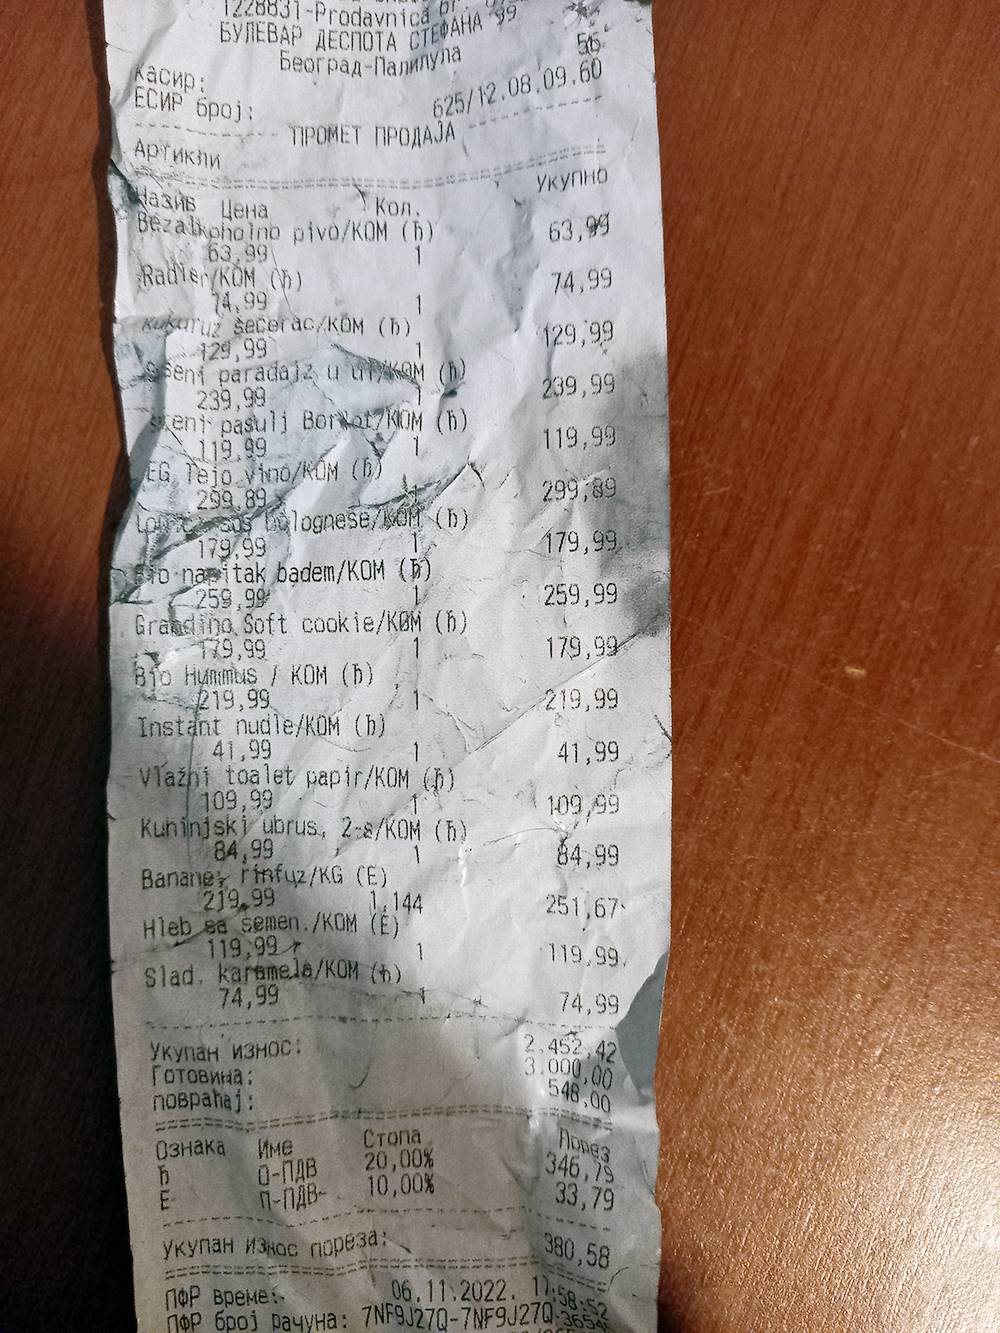 1228831-Prodavnica br.
БУЛЕВАР ДЕСПОТА СТЕФАНА 99
Београд-Палилула
Касир: 56
ЕСИР број: 625/12.08.09.60
ПРОМЕТ ПРОДАЈА
Артикли
Назив Цена Кол. Укупно
Bezalkoholno pivo/KOM (Ђ)
63,99 1 63,99
Radler/KOM (Ђ)
74,99 1 74,99
Kukuruz šećerac/KOM (Ђ)
129,99 1 129,99
paradajz u ulj/KOM (Ђ)
239,99 1 239,99
pasulj Borlot/KOM (Ђ)
119,99 1 119,99
EG Tejo vino/KOM (Ђ)
299,89 299,89
sos bolognese/KOM (Ђ)
179,99 1 179,99
Bio napitak badem/KOM (Ђ)
259,99 1 259,99
Grandino Soft cookie/KOM (Ђ)
179,99 1 179,99
Bio Hummus / KOM (Ђ)
219,99 1 219,99
Instant nudle/KOM (Ђ)
41,99 1 41,99
Vlažni toalet papir/KOM (Ђ)
109,99 1 109,99
Kuhinjski ubrus, 2-s/KOM (Ђ)
84,99 1 84,99
Banane, rinfuz/KG (E)
219,99 1,144 251,67
Hleb sa semen./KOM (E)
119,99 1 119,99
Slad. karamela/KOM (Ђ)
74,99 1 74,99
Укупан износ: 2.452,42
Готовина: 3.000,00
повраћај: 548,00
Ознака Име Стопа Порез
Ђ О-ПДВ 20,00% 346,79
Е П-ПДВ 10,00% 33,79
Укупан износ пореза: 380,58
ПФР време: 06.11.2022. 17:58:52
ПФР број рачуна: 7NF9J27Q-7NF9J27Q-3654